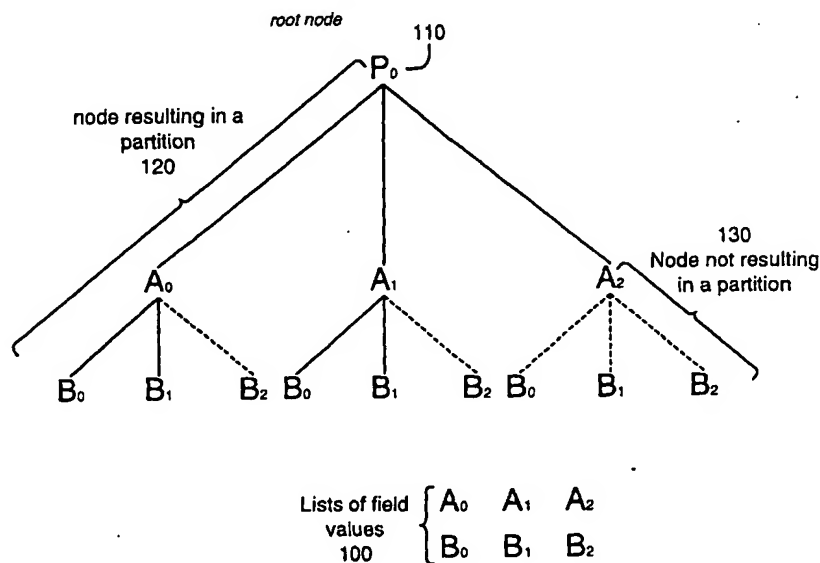 root node
110
P₀
node resulting in a
partition
120
130
Node not resulting
in a partition
A₀ A₁ A₂
B₀ B₁ B₂ B₀ B₁ B₂ B₀ B₁ B₂
Lists of field
values
100
A₀ A₁ A₂
B₀ B₁ B₂